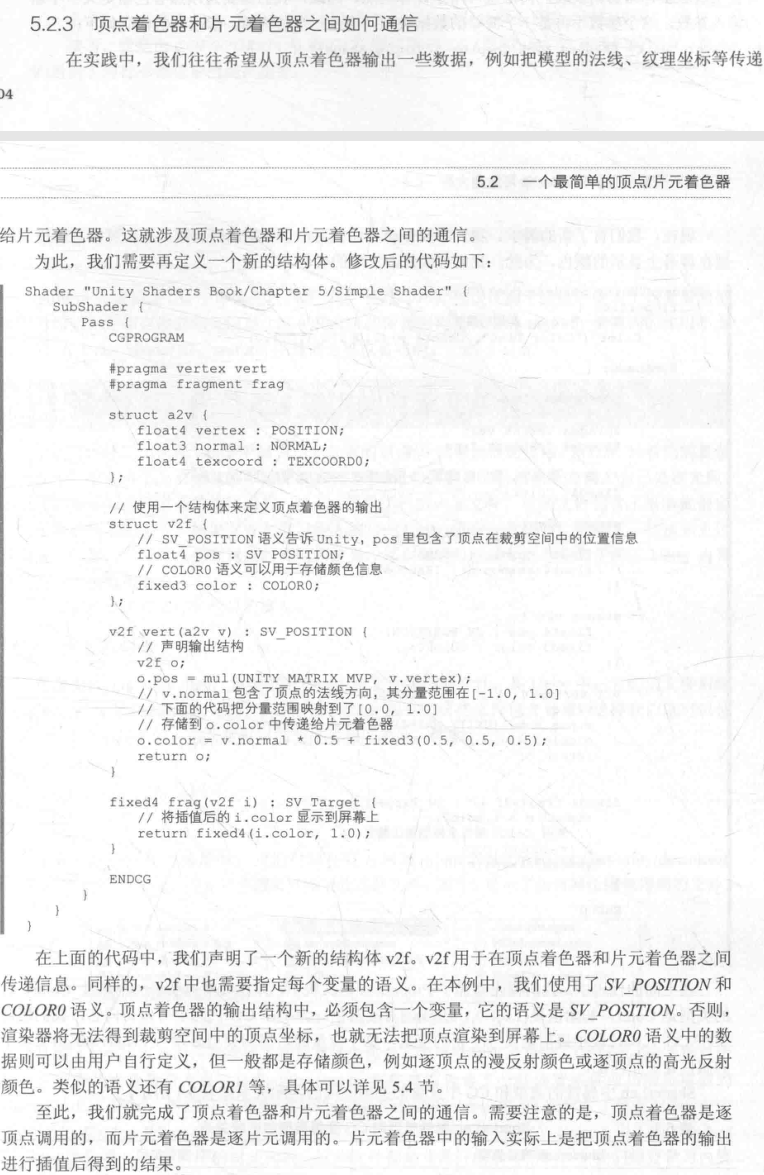 5.2.3 顶点着色器和片元着色器之间如何通信
在实践中，我们往往希望从顶点着色器输出一些数据，例如把模型的法线、纹理坐标等传递
04
5.2 一个最简单的顶点/片元着色器
给片元着色器。这就涉及顶点着色器和片元着色器之间的通信。
为此，我们需要再定义一个新的结构体。修改后的代码如下：
Shader "Unity Shaders Book/Chapter 5/Simple Shader" {
SubShader {
Pass {
CGPROGRAM
#pragma vertex vert
#pragma fragment frag
struct a2v {
float4 vertex : POSITION;
float3 normal : NORMAL;
float4 texcoord : TEXCOORD0;
};
// 使用一个结构体来定义顶点着色器的输出
struct v2f {
// SV_POSITION 语义告诉 Unity，pos 里包含了顶点在裁剪空间中的位置信息
float4 pos : SV_POSITION;
// COLOR0 语义可以用于存储颜色信息
fixed3 color : COLOR0;
};
v2f vert(a2v v) : SV_POSITION {
// 声明输出结构
v2f o;
o.pos = mul(UNITY_MATRIX_MVP, v.vertex);
// v.normal 包含了顶点的法线方向，其分量范围在[-1.0, 1.0]
// 下面的代码把分量范围映射到了[0.0, 1.0]
// 存储到 o.color 中传递给片元着色器
o.color = v.normal * 0.5 + fixed3(0.5, 0.5, 0.5);
return o;
}
fixed4 frag(v2f i) : SV_Target {
// 将插值后的 i.color 显示到屏幕上
return fixed4(i.color, 1.0);
}
ENDCG
}
}
}
在上面的代码中，我们声明了一个新的结构体 v2f。v2f 用于在顶点着色器和片元着色器之间
传递信息。同样的，v2f 中也需要指定每个变量的语义。在本例中，我们使用了 SV_POSITION 和
COLOR0 语义。顶点着色器的输出结构中，必须包含一个变量，它的语义是 SV_POSITION。否则，
渲染器将无法得到裁剪空间中的顶点坐标，也就无法把顶点渲染到屏幕上。COLOR0 语义中的数
据则可以由用户自行定义，但一般都是存储颜色，例如逐顶点的漫反射颜色或逐顶点的高光反射
颜色。类似的语义还有 COLOR1 等，具体可以详见 5.4 节。
至此，我们就完成了顶点着色器和片元着色器之间的通信。需要注意的是，顶点着色器是逐
顶点调用的，而片元着色器是逐片元调用的。片元着色器中的输入实际上是把顶点着色器的输出
进行插值后得到的结果。